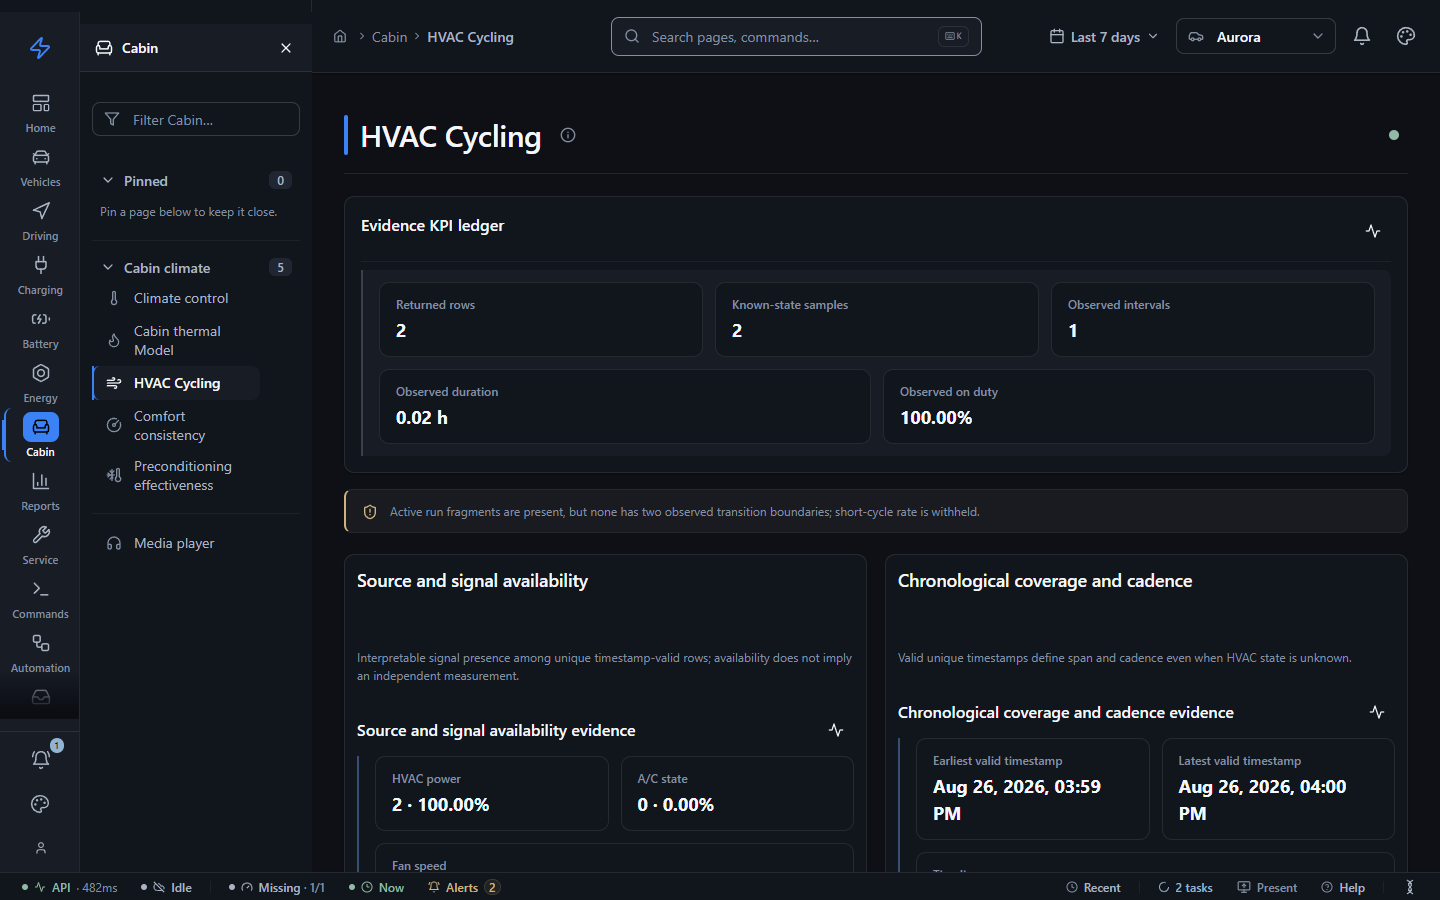 Cabin
Cabin
HVAC Cycling
Search pages, commands...
K
Last 7 days
Aurora
Home
Vehicles
Driving
Charging
Battery
Energy
Cabin
Reports
Service
Commands
Automation
1
Filter Cabin...
Pinned
0
Pin a page below to keep it close.
Cabin climate
5
Climate control
Cabin thermal
Model
HVAC Cycling
Comfort
consistency
Preconditioning
effectiveness
Media player
HVAC Cycling
Evidence KPI ledger
Returned rows
2
Known-state samples
2
Observed intervals
1
Observed duration
0.02 h
Observed on duty
100.00%
Active run fragments are present, but none has two observed transition boundaries; short-cycle rate is withheld.
Source and signal availability
Interpretable signal presence among unique timestamp-valid rows; availability does not imply
an independent measurement.
Source and signal availability evidence
HVAC power
2 · 100.00%
A/C state
0 · 0.00%
Fan speed
Chronological coverage and cadence
Valid unique timestamps define span and cadence even when HVAC state is unknown.
Chronological coverage and cadence evidence
Earliest valid timestamp
Aug 26, 2026, 03:59
PM
Latest valid timestamp
Aug 26, 2026, 04:00
PM
API · 482ms
Idle
Missing · 1/1
Now
Alerts 2
Recent
2 tasks
Present
Help